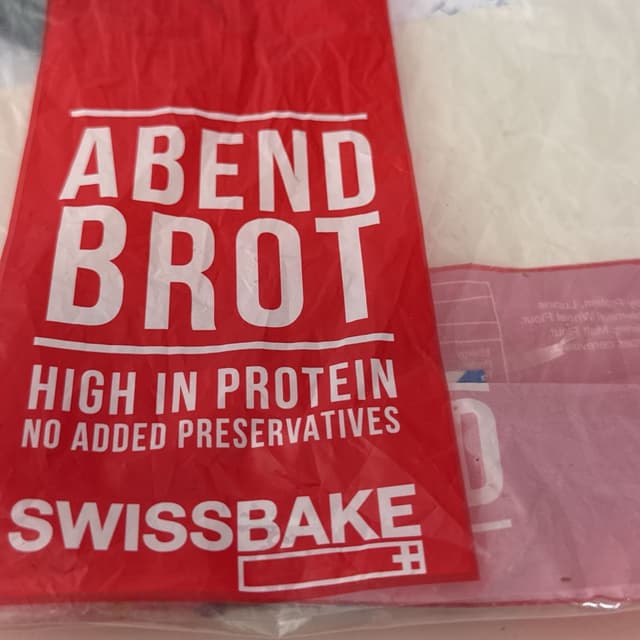 ABEND
BROT
HIGH IN PROTEIN
NO ADDED PRESERVATIVES
SWISSBAKE